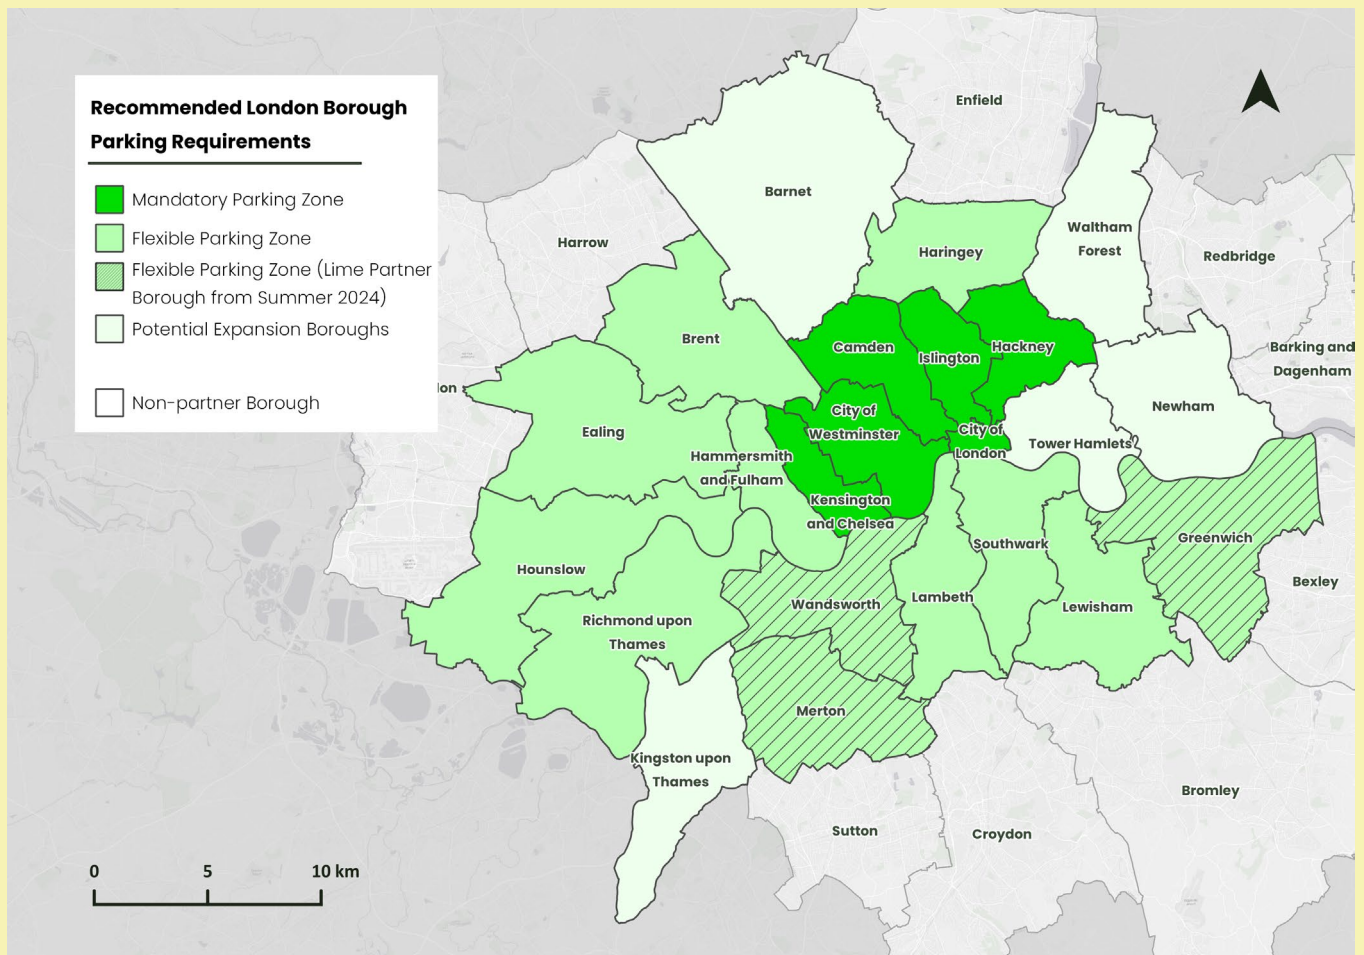 Recommended London Borough
Parking Requirements
Mandatory Parking Zone
Flexible Parking Zone
Flexible Parking Zone (Lime Partner
Borough from Summer 2024)
Potential Expansion Boroughs
Non-partner Borough
Enfield
Barnet
Waltham
Forest
Harrow
Haringey
Redbridge
Brent
Camden
Islington
Hackney
Barking and
Dagenham
lon
City of
Westminster
Newham
Ealing
City of
London
Tower Hamlets
Hammersmith
and Fulham
Kensington
and Chelsea
Southwark
Greenwich
Hounslow
Bexley
Wandsworth
Lambeth
Lewisham
Richmond upon
Thames
Merton
Kingston upon
Thames
Bromley
Sutton
Croydon
0 5 10 km